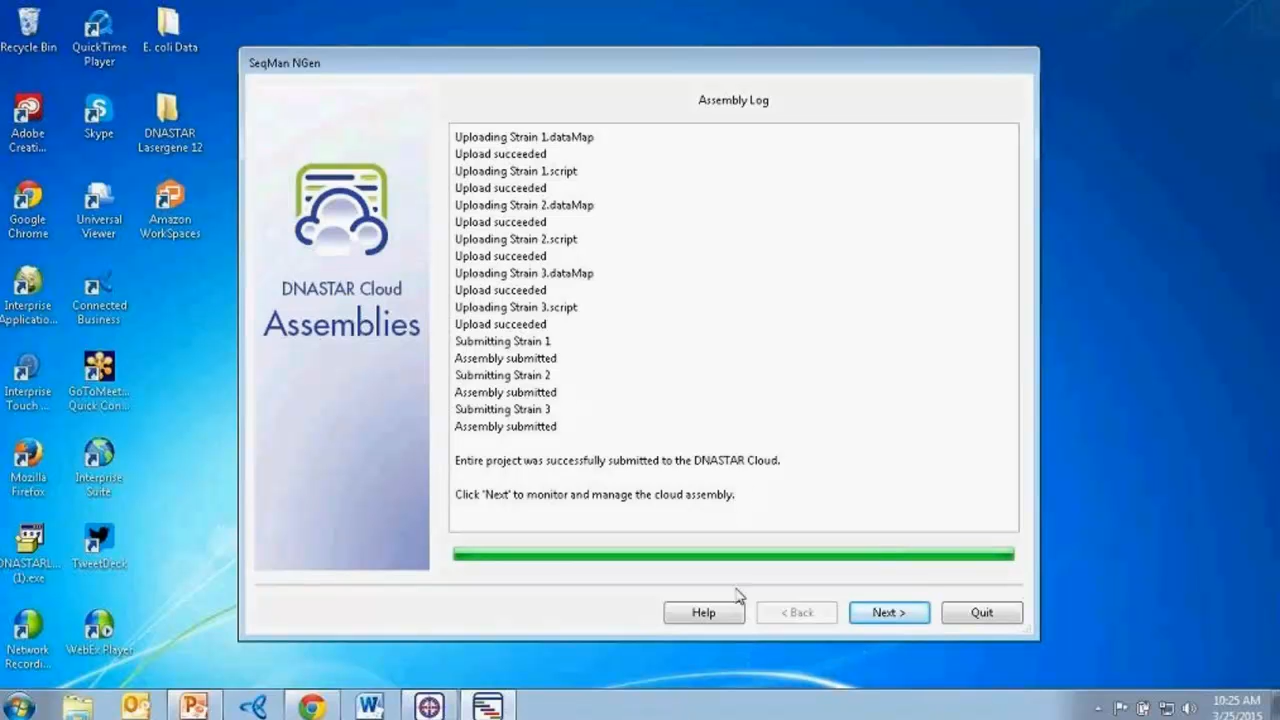 Recycle Bin
QuickTime
Player
E. coli Data
Adobe
Creati...
Skype
DNASTAR
Lasergene 12
Google
Chrome
Universal
Viewer
Amazon
WorkSpaces
Interprise
Applicatio...
Connected
Business
Interprise
Touch ...
GoToMeet...
Quick Con...
Mozilla
Firefox
Interprise
Suite
DNASTARL...
(1).exe
TweetDeck
Network
Recordi...
WebEx Player
SeqMan NGen
DNASTAR Cloud
Assemblies
Assembly Log
Uploading Strain 1.dataMap
Upload succeeded
Uploading Strain 1.script
Upload succeeded
Uploading Strain 2.dataMap
Upload succeeded
Uploading Strain 2.script
Upload succeeded
Uploading Strain 3.dataMap
Upload succeeded
Uploading Strain 3.script
Upload succeeded
Submitting Strain 1
Assembly submitted
Submitting Strain 2
Assembly submitted
Submitting Strain 3
Assembly submitted
Entire project was successfully submitted to the DNASTAR Cloud.
Click 'Next' to monitor and manage the cloud assembly.
Help
< Back
Next >
Quit
10:25 AM
3/25/2015